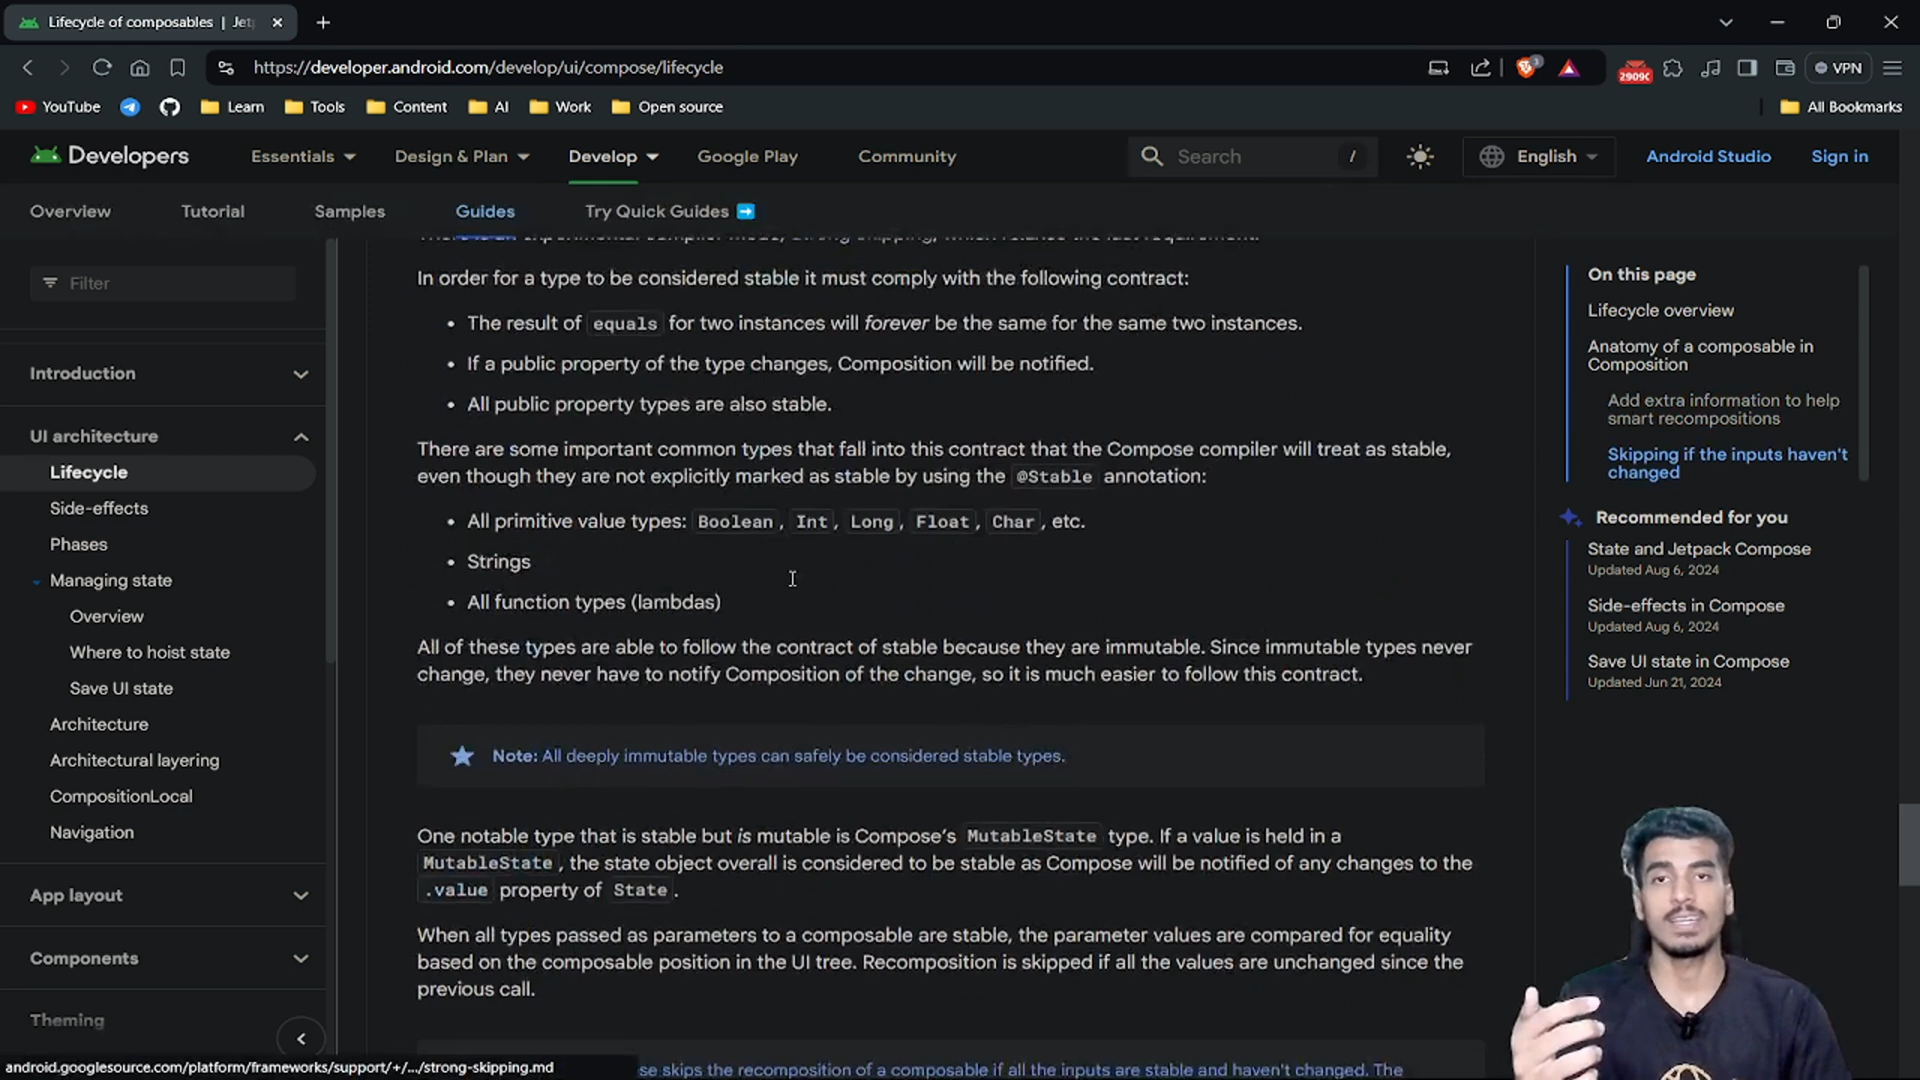 Lifecycle of composables | Jet
https://developer.android.com/develop/ui/compose/lifecycle
3
2909C
VPN
YouTube
Learn
Tools
Content
AI
Work
Open source
All Bookmarks
Developers
Essentials
Design & Plan
Develop
Google Play
Community
Search
/
English
Android Studio
Sign in
Overview
Tutorial
Samples
Guides
Try Quick Guides
Filter
Introduction
UI architecture
Lifecycle
Side-effects
Phases
Managing state
Overview
Where to hoist state
Save UI state
Architecture
Architectural layering
CompositionLocal
Navigation
App layout
Components
Theming
There is an experimental compiler mode, strong skipping, which relaxes the last requirement.
In order for a type to be considered stable it must comply with the following contract:
• The result of equals for two instances will forever be the same for the same two instances.
• If a public property of the type changes, Composition will be notified.
• All public property types are also stable.
There are some important common types that fall into this contract that the Compose compiler will treat as stable,
even though they are not explicitly marked as stable by using the @Stable annotation:
• All primitive value types: Boolean, Int, Long, Float, Char, etc.
• Strings
• All function types (lambdas)
All of these types are able to follow the contract of stable because they are immutable. Since immutable types never
change, they never have to notify Composition of the change, so it is much easier to follow this contract.
Note: All deeply immutable types can safely be considered stable types.
One notable type that is stable but is mutable is Compose's MutableState type. If a value is held in a
MutableState, the state object overall is considered to be stable as Compose will be notified of any changes to the
.value property of State.
When all types passed as parameters to a composable are stable, the parameter values are compared for equality
based on the composable position in the UI tree. Recomposition is skipped if all the values are unchanged since the
previous call.
se skips the recomposition of a composable if all the inputs are stable and haven't changed. The
On this page
Lifecycle overview
Anatomy of a composable in
Composition
Add extra information to help
smart recompositions
Skipping if the inputs haven't
changed
Recommended for you
State and Jetpack Compose
Updated Aug 6, 2024
Side-effects in Compose
Updated Aug 6, 2024
Save UI state in Compose
Updated Jun 21, 2024
android.googlesource.com/platform/frameworks/support/+/.../strong-skipping.md